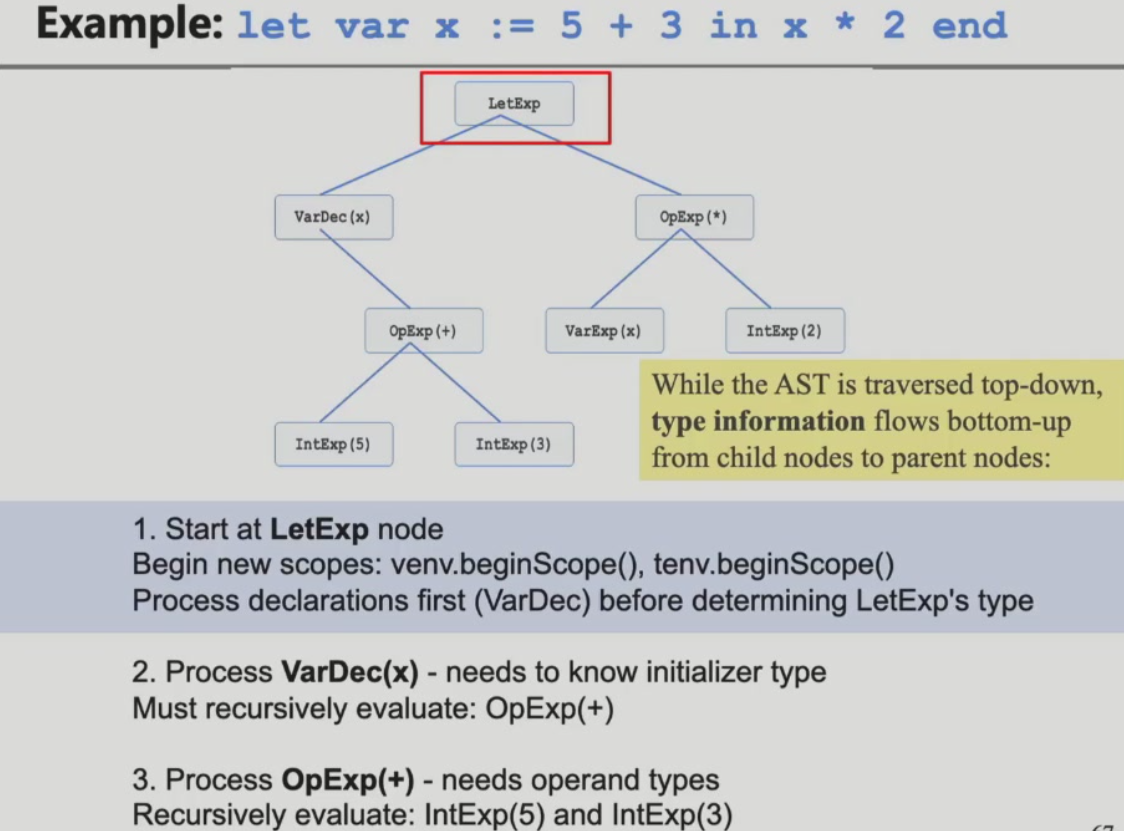 Example: let var x := 5 + 3 in x * 2 end
LetExp
VarDec(x)
OpExp(*)
OpExp(+)
VarExp(x)
IntExp(2)
While the AST is traversed top-down,
type information flows bottom-up
from child nodes to parent nodes:
IntExp(5)
IntExp(3)
1. Start at LetExp node
Begin new scopes: venv.beginScope(), tenv.beginScope()
Process declarations first (VarDec) before determining LetExp's type
2. Process VarDec(x) - needs to know initializer type
Must recursively evaluate: OpExp(+)
3. Process OpExp(+) - needs operand types
Recursively evaluate: IntExp(5) and IntExp(3)